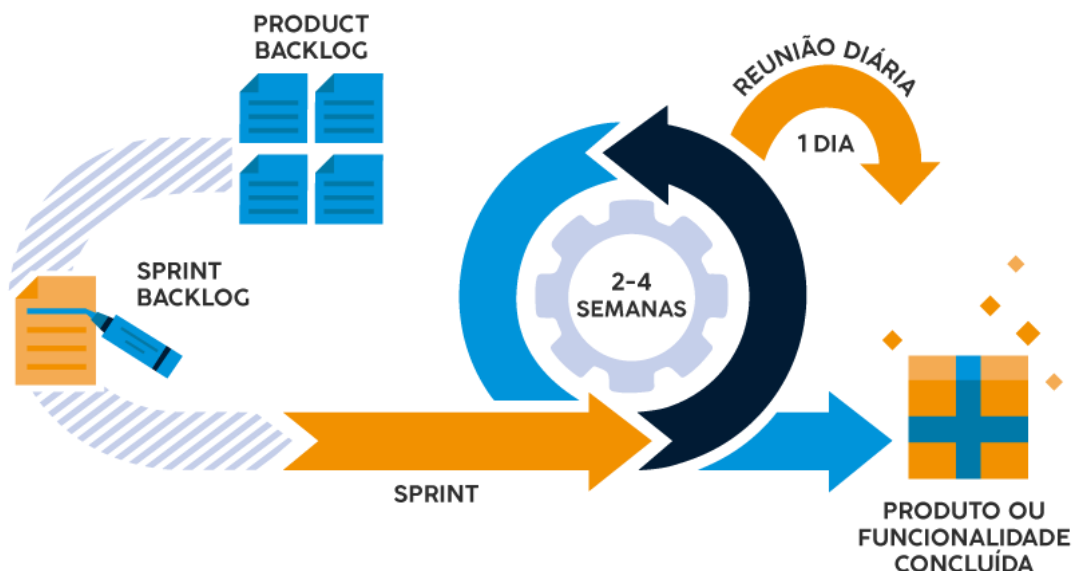 PRODUCT
BACKLOG
REUNIÃO DIÁRIA
1 DIA
SPRINT
BACKLOG
2-4
SEMANAS
SPRINT
PRODUTO OU
FUNCIONALIDADE
CONCLUÍDA